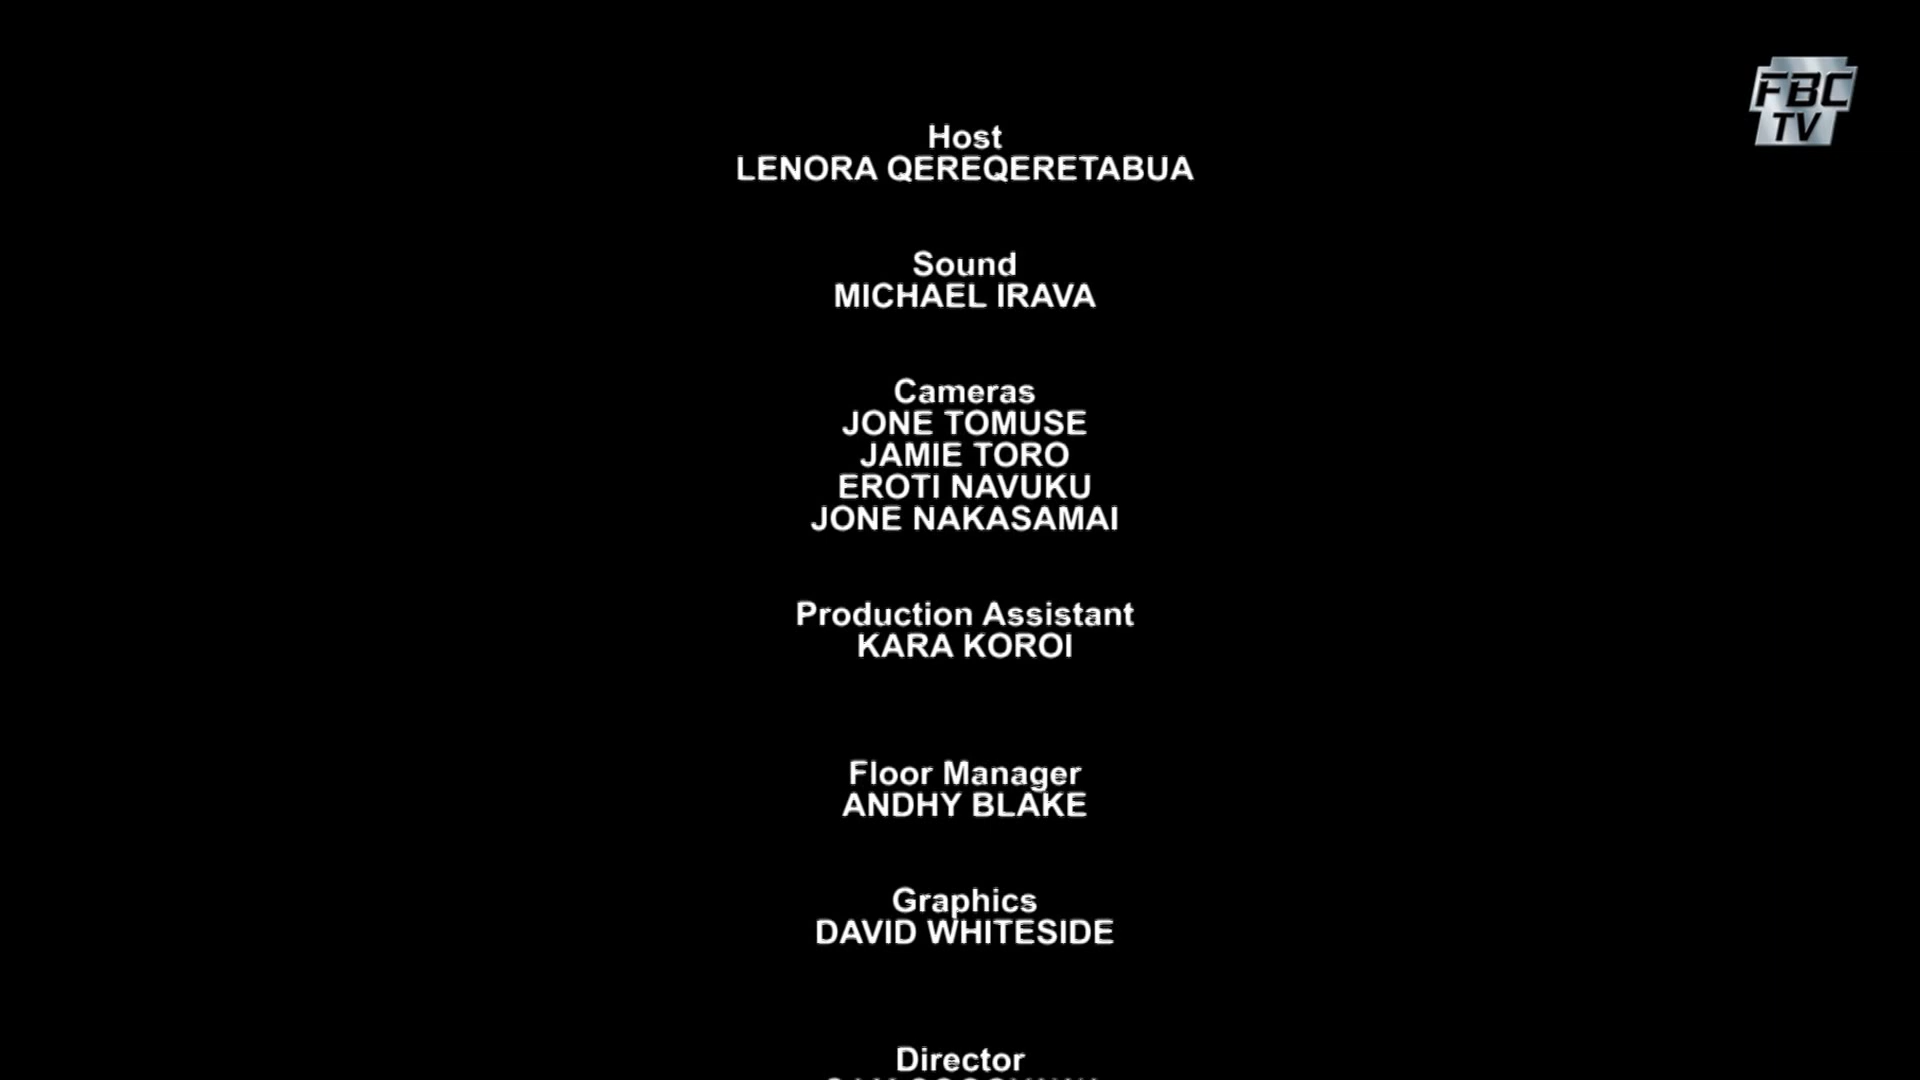 FBC
TV
Host
LENORA QEREQERETABUA
Sound
MICHAEL IRAVA
Cameras
JONE TOMUSE
JAMIE TORO
EROTI NAVUKU
JONE NAKASAMAI
Production Assistant
KARA KOROI
Floor Manager
ANDHY BLAKE
Graphics
DAVID WHITESIDE
Director